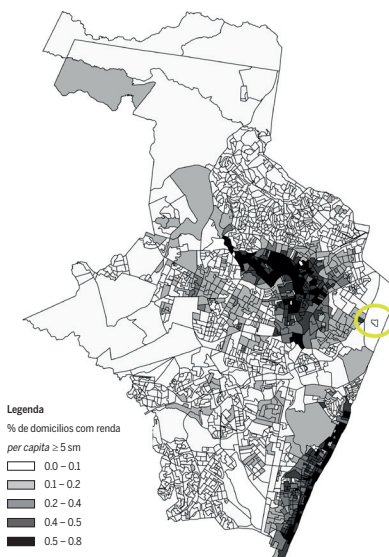 Legenda
% de domicilios com renda
per capita ≥ 5 sm
0.0 – 0.1
0.1 – 0.2
0.2 – 0.4
0.4 – 0.5
0.5 – 0.8